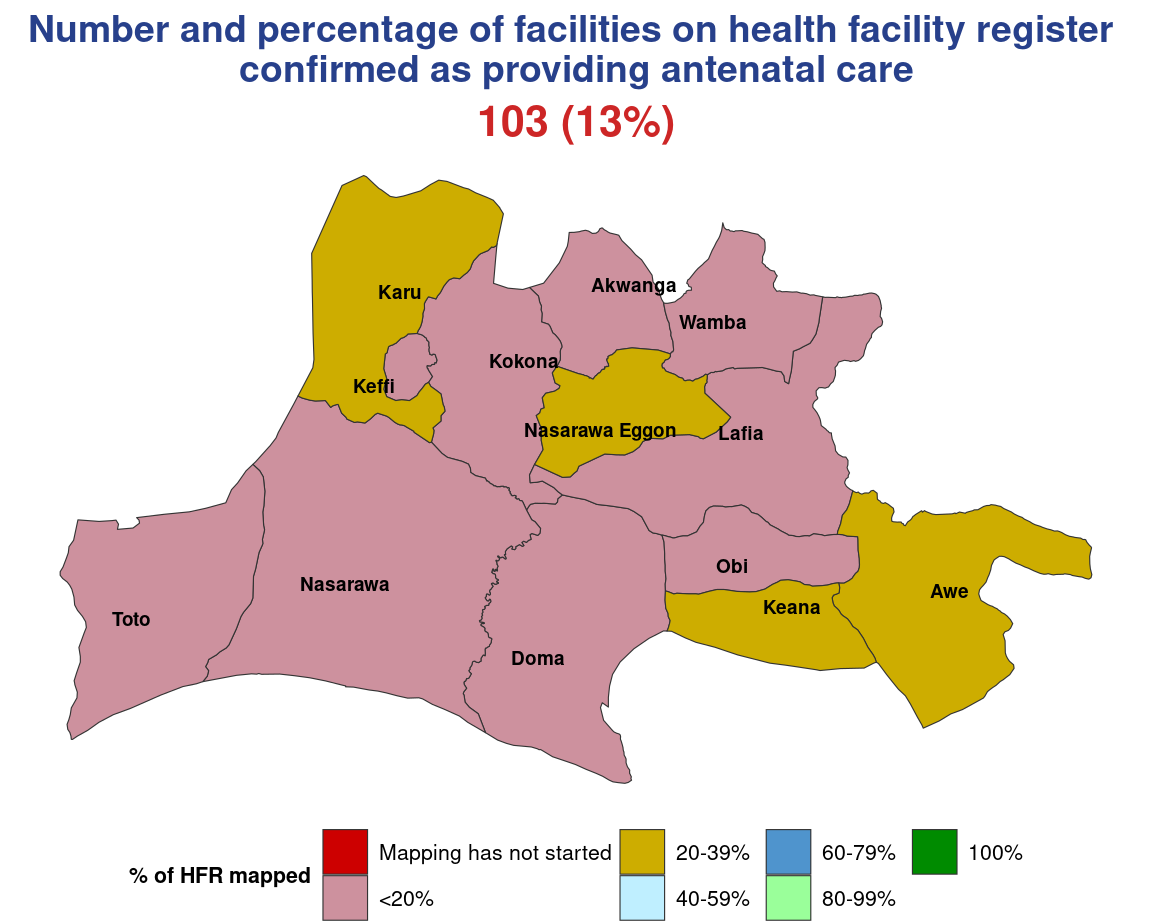 Number and percentage of facilities on health facility register
confirmed as providing antenatal care
103 (13%)
Karu
Akwanga
Wamba
Kokona
Keffi
Nasarawa Eggon
Lafia
Obi
Nasarawa
Awe
Keana
Toto
Doma
% of HFR mapped
Mapping has not started
<20%
20-39%
40-59%
60-79%
80-99%
100%